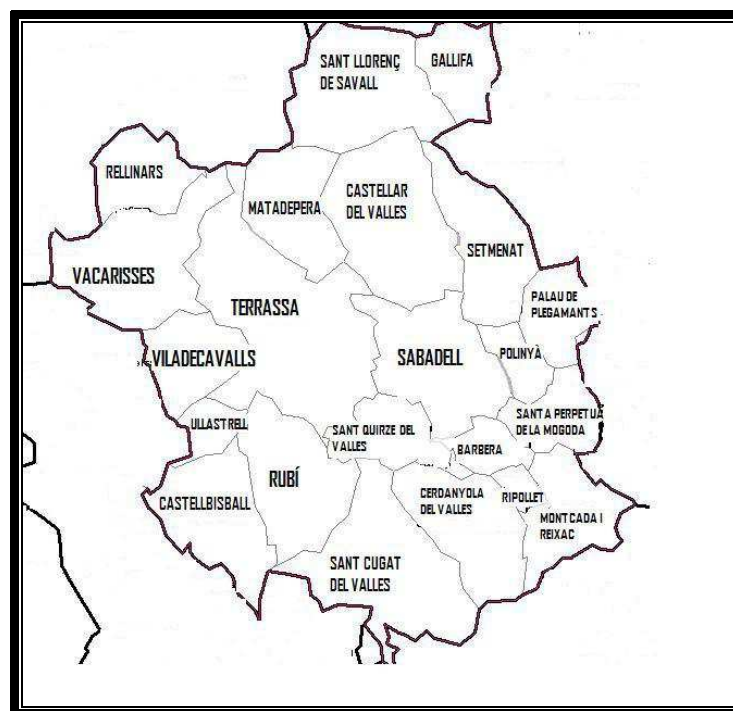 SANT LLORENÇ
DE SAVALL
GALLIFA
RELLINARS
MATADEPERA
CASTELLAR
DEL VALLES
SETMENAT
VACARISSES
TERRASSA
PALAU DE
PLEGAMANTS
VILADECAVALLS
SABADELL
POLINYÀ
ULLASTRELL
SANT QUIRZE DEL
VALLES
SANTA PERPETUA
DE LA MOGODA
BARBERA
CASTELLBISBALL
RUBÍ
CERDANYOLA
DEL VALLES
RIPOLLET
MONTCADA I
REIXAC
SANT CUGAT
DEL VALLES